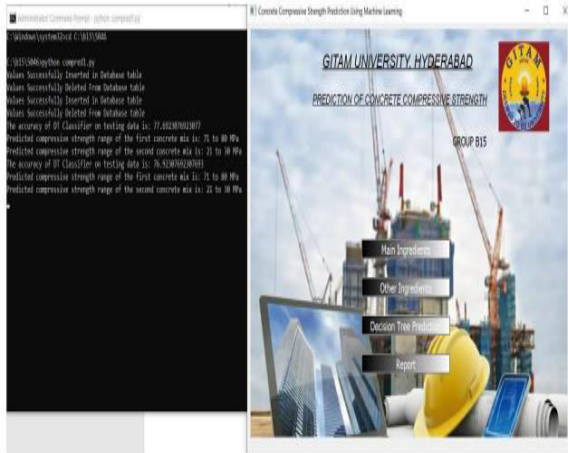 Administrator: Command Prompt - python compred1.py
C:\Windows\system32>cd C:\b15\5046
C:\b15\5046>python compred1.py
Values Successfully Inserted in Database table
Values Successfully Deleted From Database table
Values Successfully Inserted in Database table
Values Successfully Deleted From Database table
The accuracy of DT Classifier on testing data is: 77.6923076923077
Predicted compressive strength range of the first concrete mix is: 71 to 80 MPa
Predicted compressive strength range of the second concrete mix is: 21 to 30 MPa
The accuracy of DT Classifier on testing data is: 76.92307692307693
Predicted compressive strength range of the first concrete mix is: 71 to 80 MPa
Predicted compressive strength range of the second concrete mix is: 21 to 30 MPa
Concrete Compressive Strength Prediction Using Machine Learning
GITAM UNIVERSITY, HYDERABAD
PREDICTION OF CONCRETE COMPRESSIVE STRENGTH
GROUP B15
GITAM
Main Ingredients
Other Ingredients
Decision Tree Prediction
Report